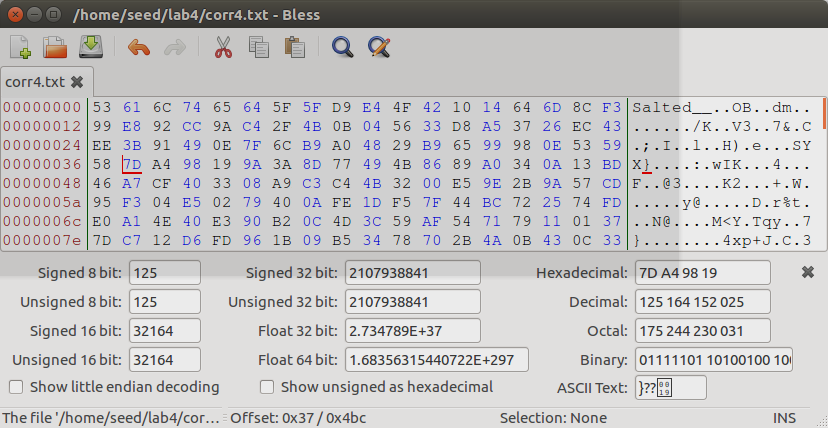 /home/seed/lab4/corr4.txt - Bless
corr4.txt
00000000 53 61 6C 74 65 64 5F 5F D9 E4 4F 42 10 14 64 6D 8C F3 Salted__..OB..dm..
00000012 99 E8 92 CC 9A C4 2F 4B 0B 04 56 33 D8 A5 37 26 EC 43 ....../K..V3..7&.C
00000024 EE 3B 91 49 0E 7F 6C B9 A0 48 29 B9 65 99 98 0E 53 59 .;.I..l..H).e...SY
00000036 58 7D A4 98 19 9A 3A 8D 77 49 4B 86 89 A0 34 0A 13 BD X}....:.wIK...4...
00000048 46 A7 CF 40 33 08 A9 C3 C4 4B 32 00 E5 9E 2B 9A 57 CD F..@3....K2...+.W.
0000005a 95 F3 04 E5 02 79 40 0A FE 1D F5 7F 44 BC 72 25 74 FD .....y@.....D.r%t.
0000006c E0 A1 4E 40 E3 90 B2 0C 4D 3C 59 AF 54 71 79 11 01 37 ..N@....M<Y.Tqy..7
0000007e 7D C7 12 D6 FD 96 1B 09 B5 34 78 70 2B 4A 0B 43 0C 33 }........4xp+J.C.3
Signed 8 bit: 125 Signed 32 bit: 2107938841 Hexadecimal: 7D A4 98 19
Unsigned 8 bit: 125 Unsigned 32 bit: 2107938841 Decimal: 125 164 152 025
Signed 16 bit: 32164 Float 32 bit: 2.734789E+37 Octal: 175 244 230 031
Unsigned 16 bit: 32164 Float 64 bit: 1.68356315440722E+297 Binary: 01111101 10100100 100
Show little endian decoding Show unsigned as hexadecimal ASCII Text: }??
The file '/home/seed/lab4/cor... Offset: 0x37 / 0x4bc Selection: None INS